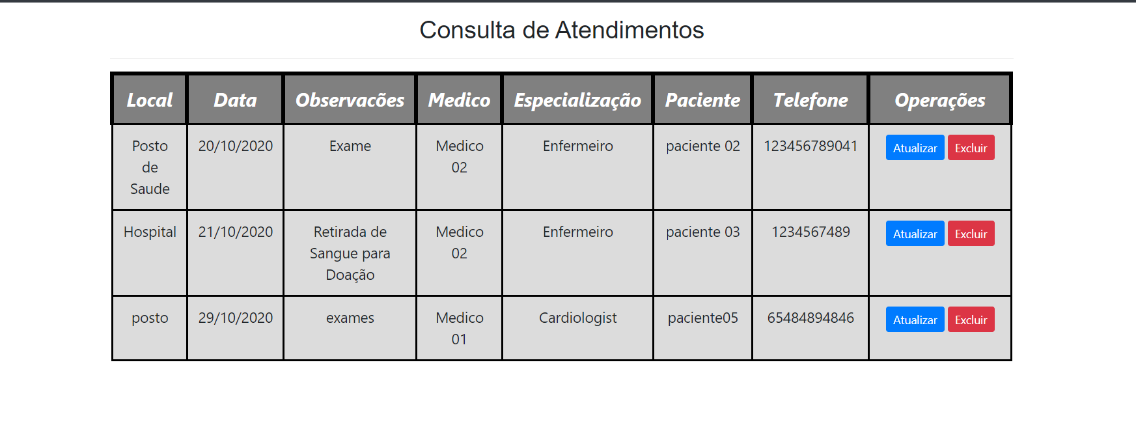 Consulta de Atendimentos
Local Data Observacões Medico Especialização Paciente Telefone Operações
Posto de Saude 20/10/2020 Exame Medico 02 Enfermeiro paciente 02 123456789041 Atualizar Excluir
Hospital 21/10/2020 Retirada de Sangue para Doação Medico 02 Enfermeiro paciente 03 1234567489 Atualizar Excluir
posto 29/10/2020 exames Medico 01 Cardiologist paciente05 65484894846 Atualizar Excluir